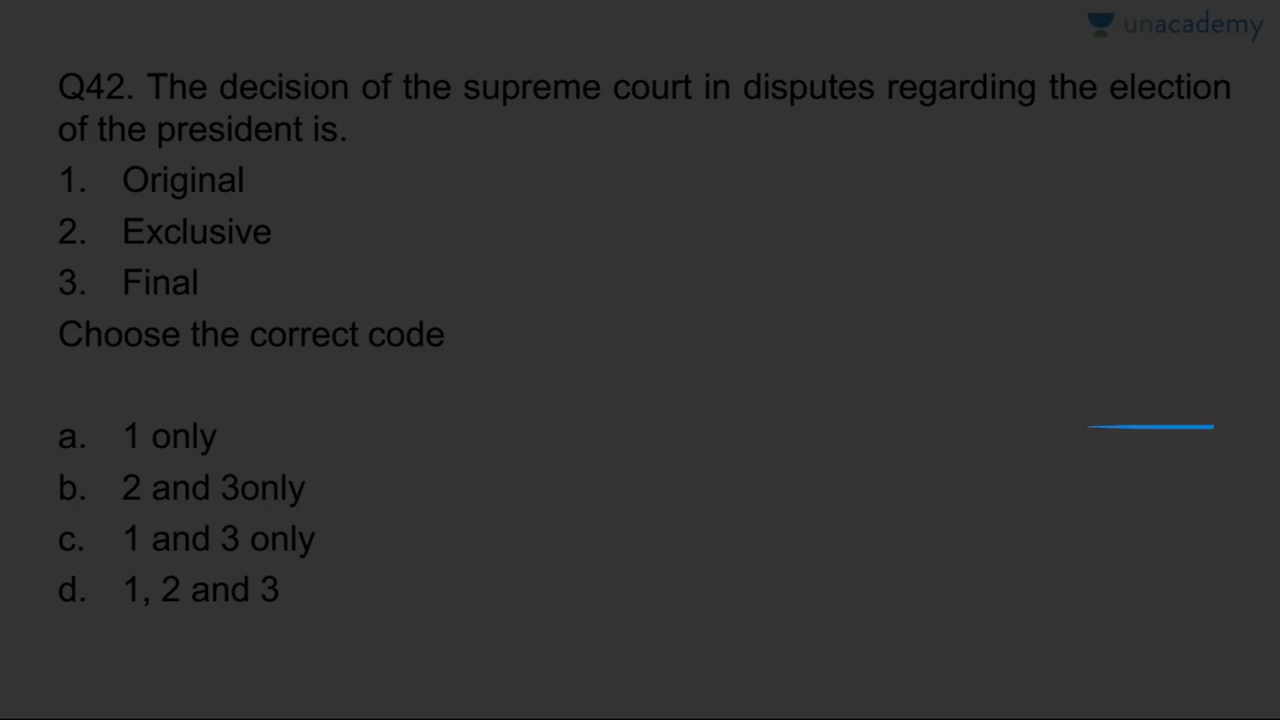 unacademy
Q42. The decision of the supreme court in disputes regarding the election
of the president is.
1. Original
2. Exclusive
3. Final
Choose the correct code
a. 1 only
b. 2 and 3only
c. 1 and 3 only
d. 1, 2 and 3